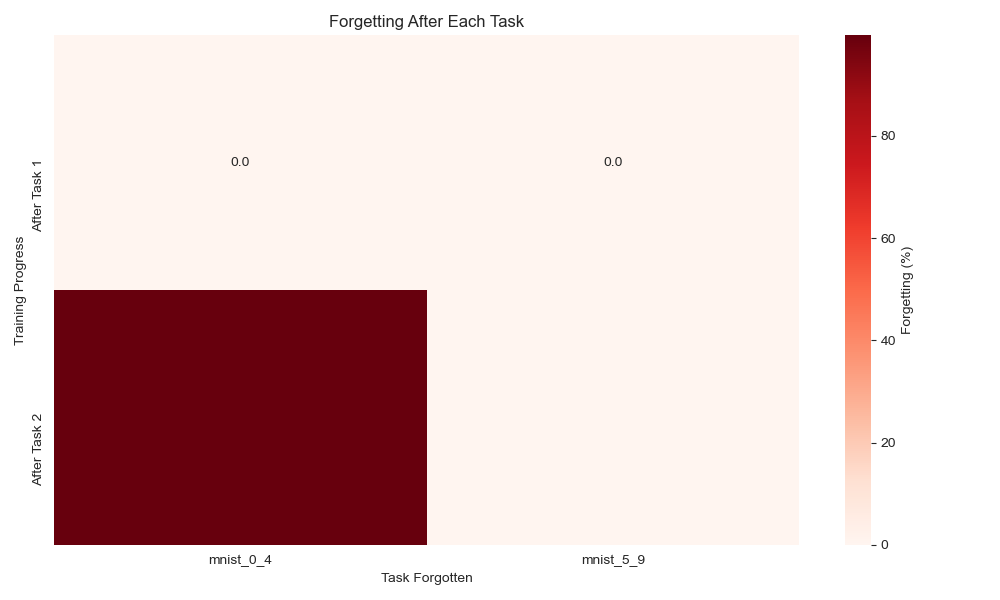 Forgetting After Each Task
0.0 0.0
After Task 1
After Task 2
Training Progress
mnist_0_4 mnist_5_9
Task Forgotten
80
60
40
20
0
Forgetting (%)